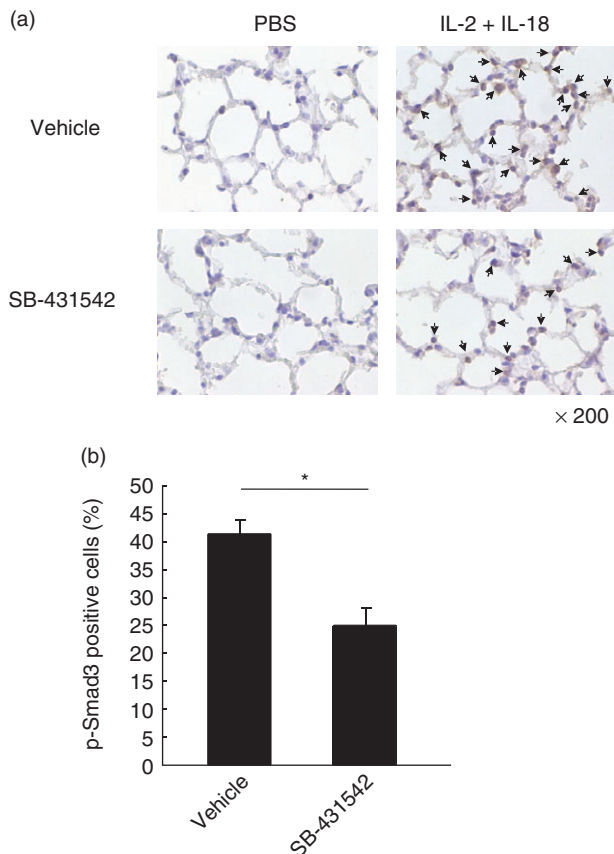 (a)
PBS
IL-2 + IL-18
Vehicle
SB-431542
× 200
(b)
*
p-Smad3 positive cells (%)
50
45
40
35
30
25
20
15
10
5
0
Vehicle
SB-431542